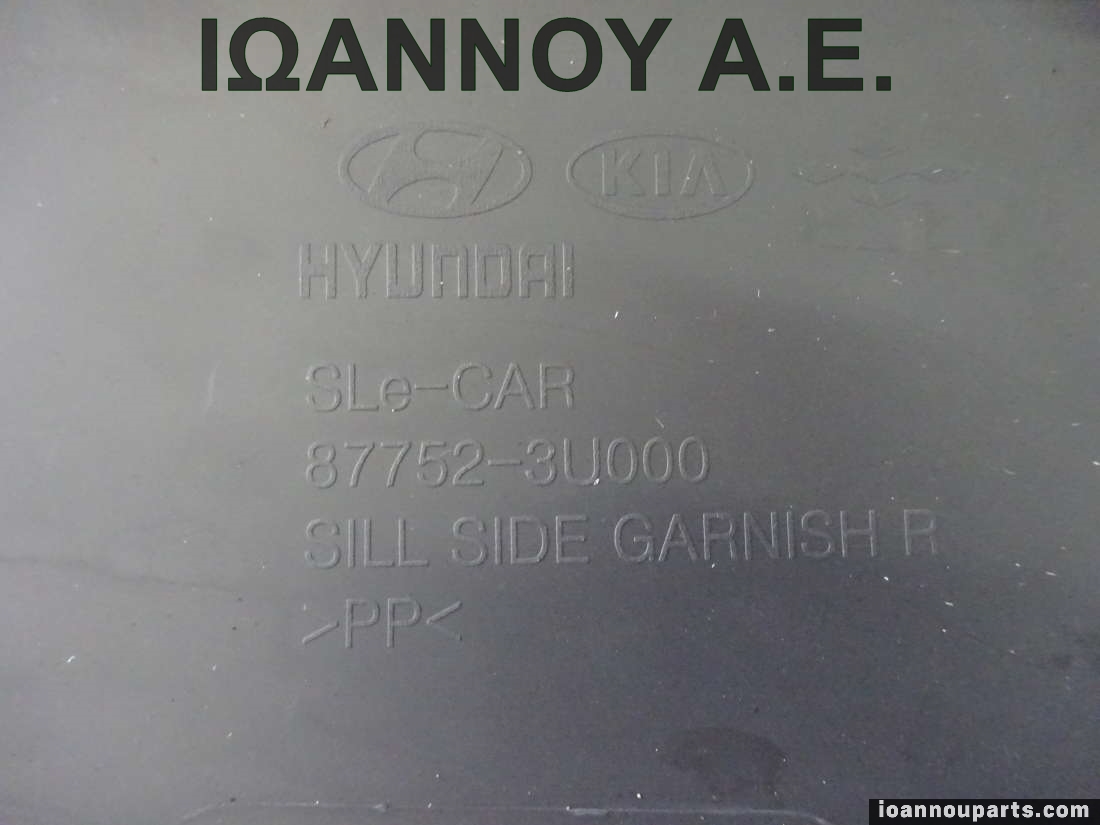 ΙΩΑΝΝΟΥ Α.Ε.
KIA
HYUNDAI
SLe-CAR
87752-3U000
SILL SIDE GARNISH R
>PP<
ioannouparts.com